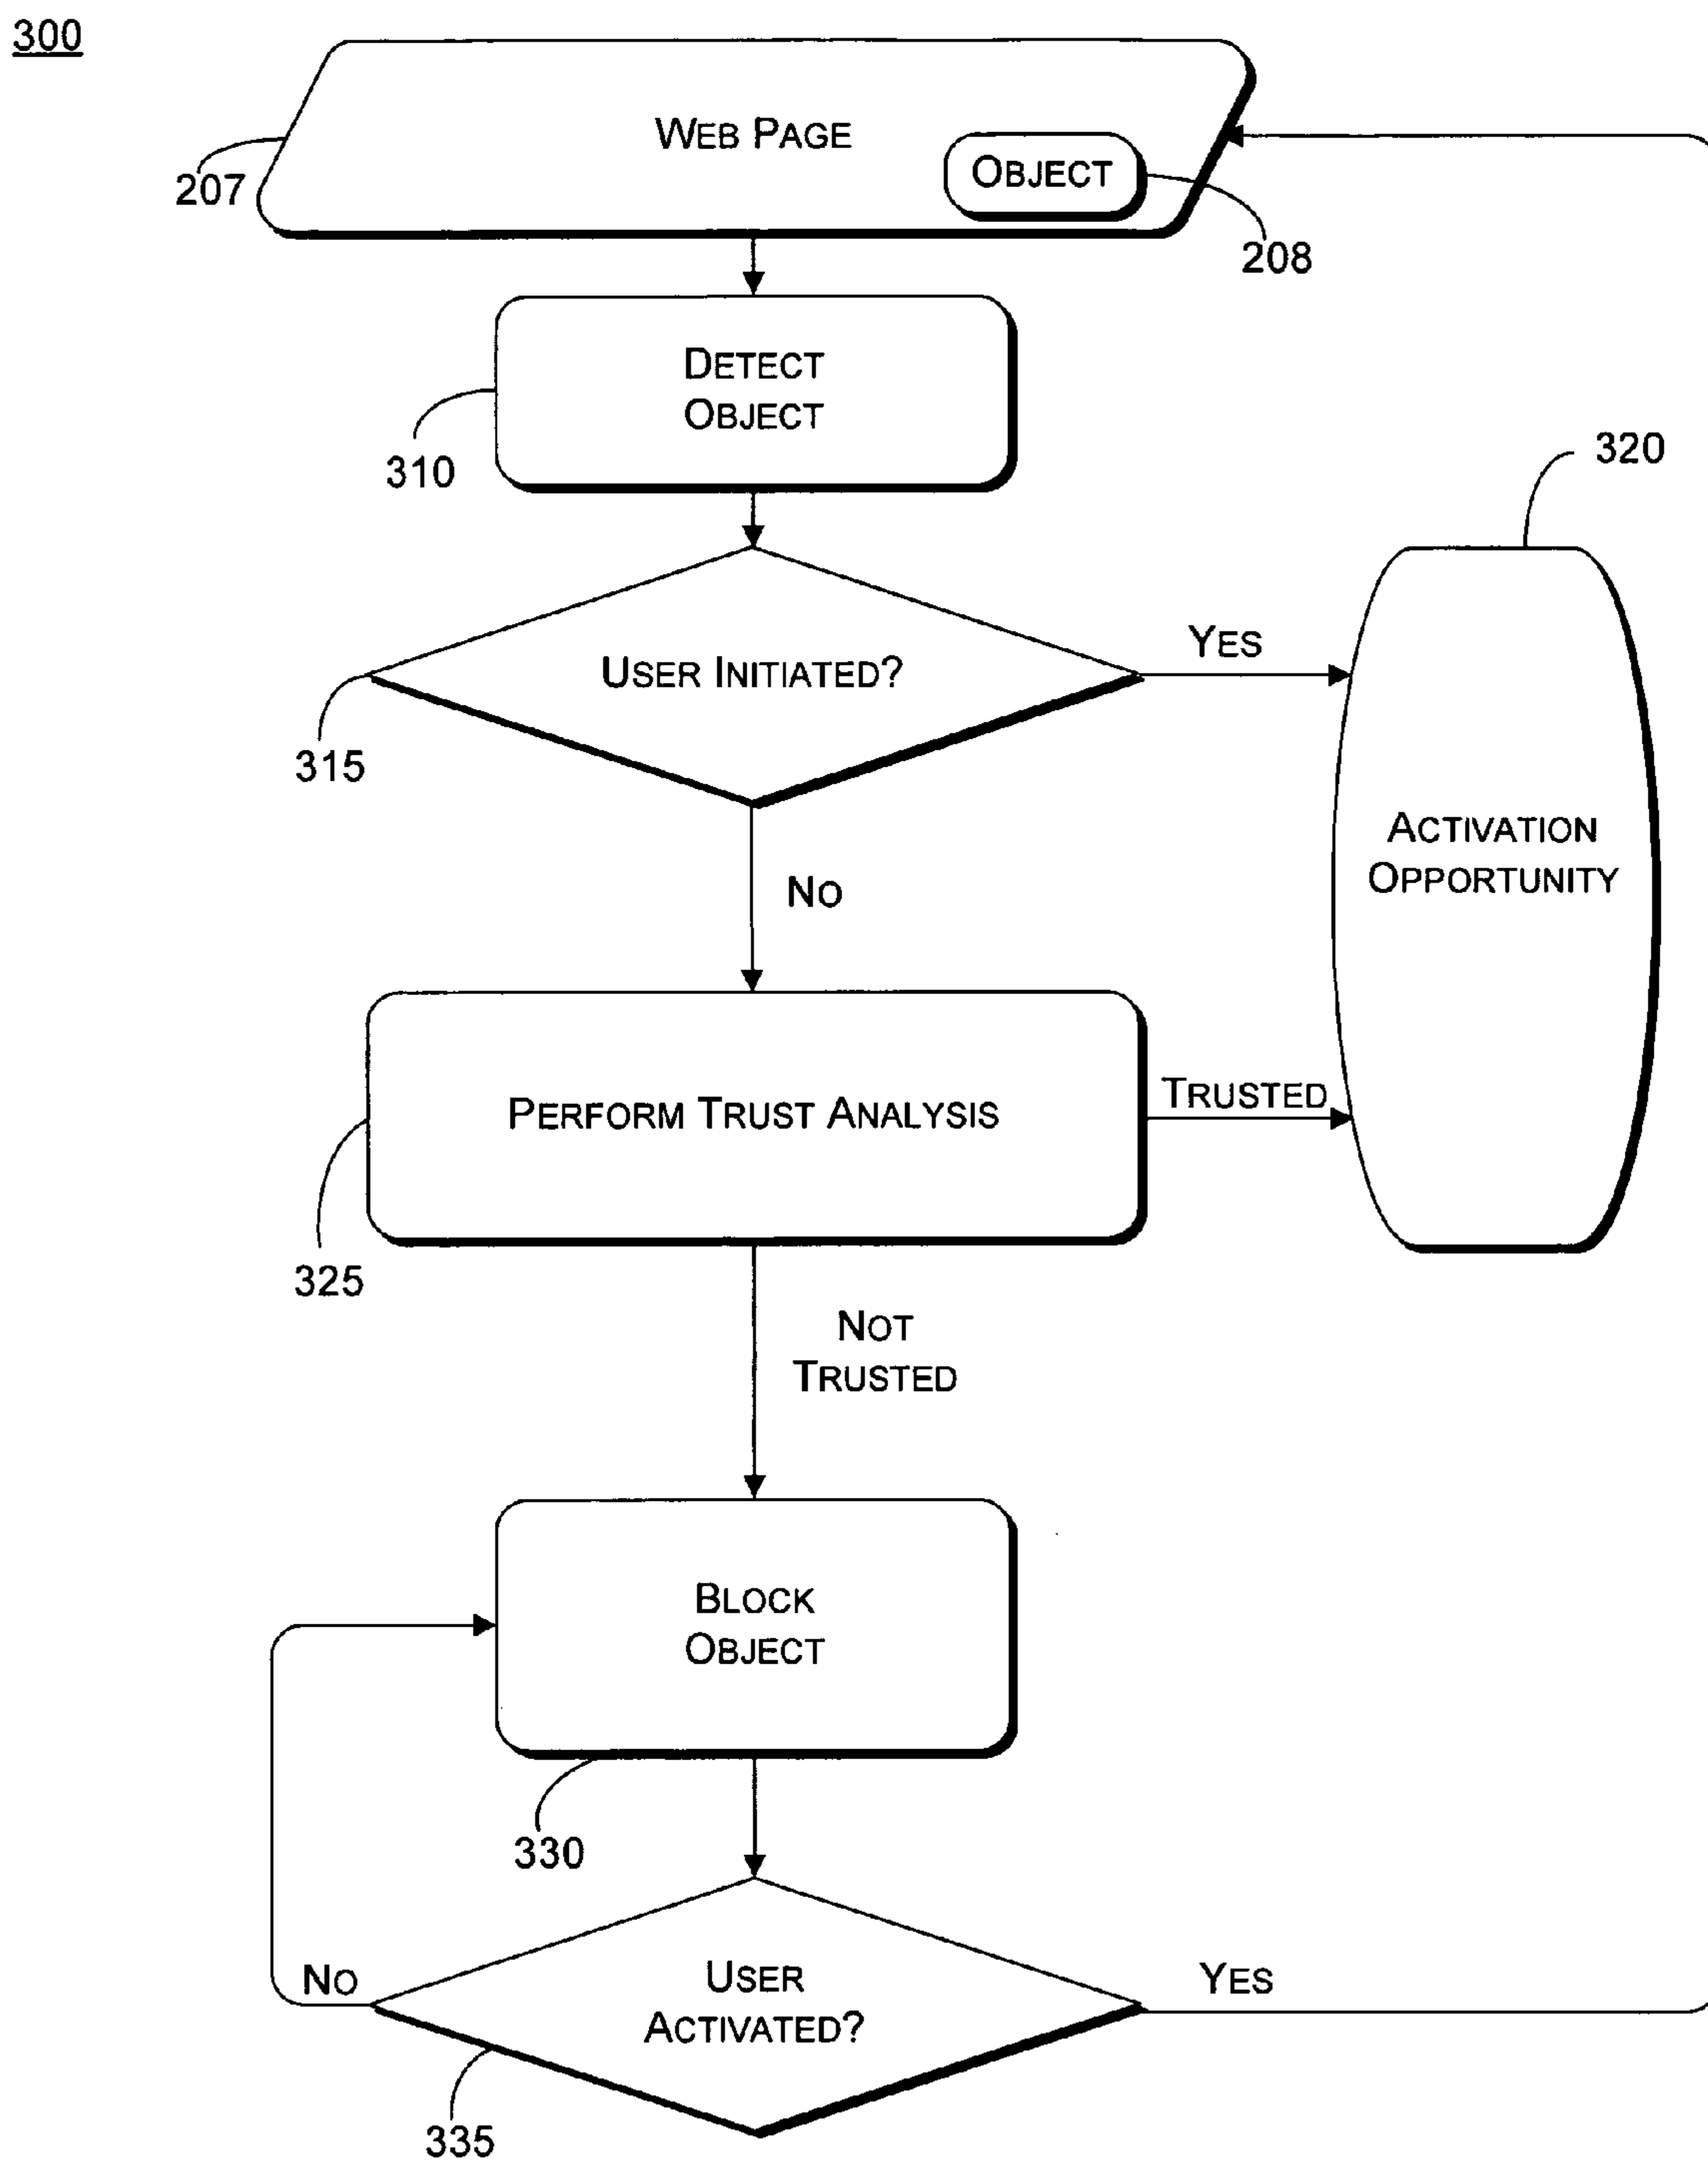 300
WEB PAGE
OBJECT
207
208
DETECT
OBJECT
310
320
USER INITIATED?
YES
315
ACTIVATION
OPPORTUNITY
NO
PERFORM TRUST ANALYSIS
TRUSTED
325
NOT
TRUSTED
BLOCK
OBJECT
330
NO
USER
ACTIVATED?
YES
335